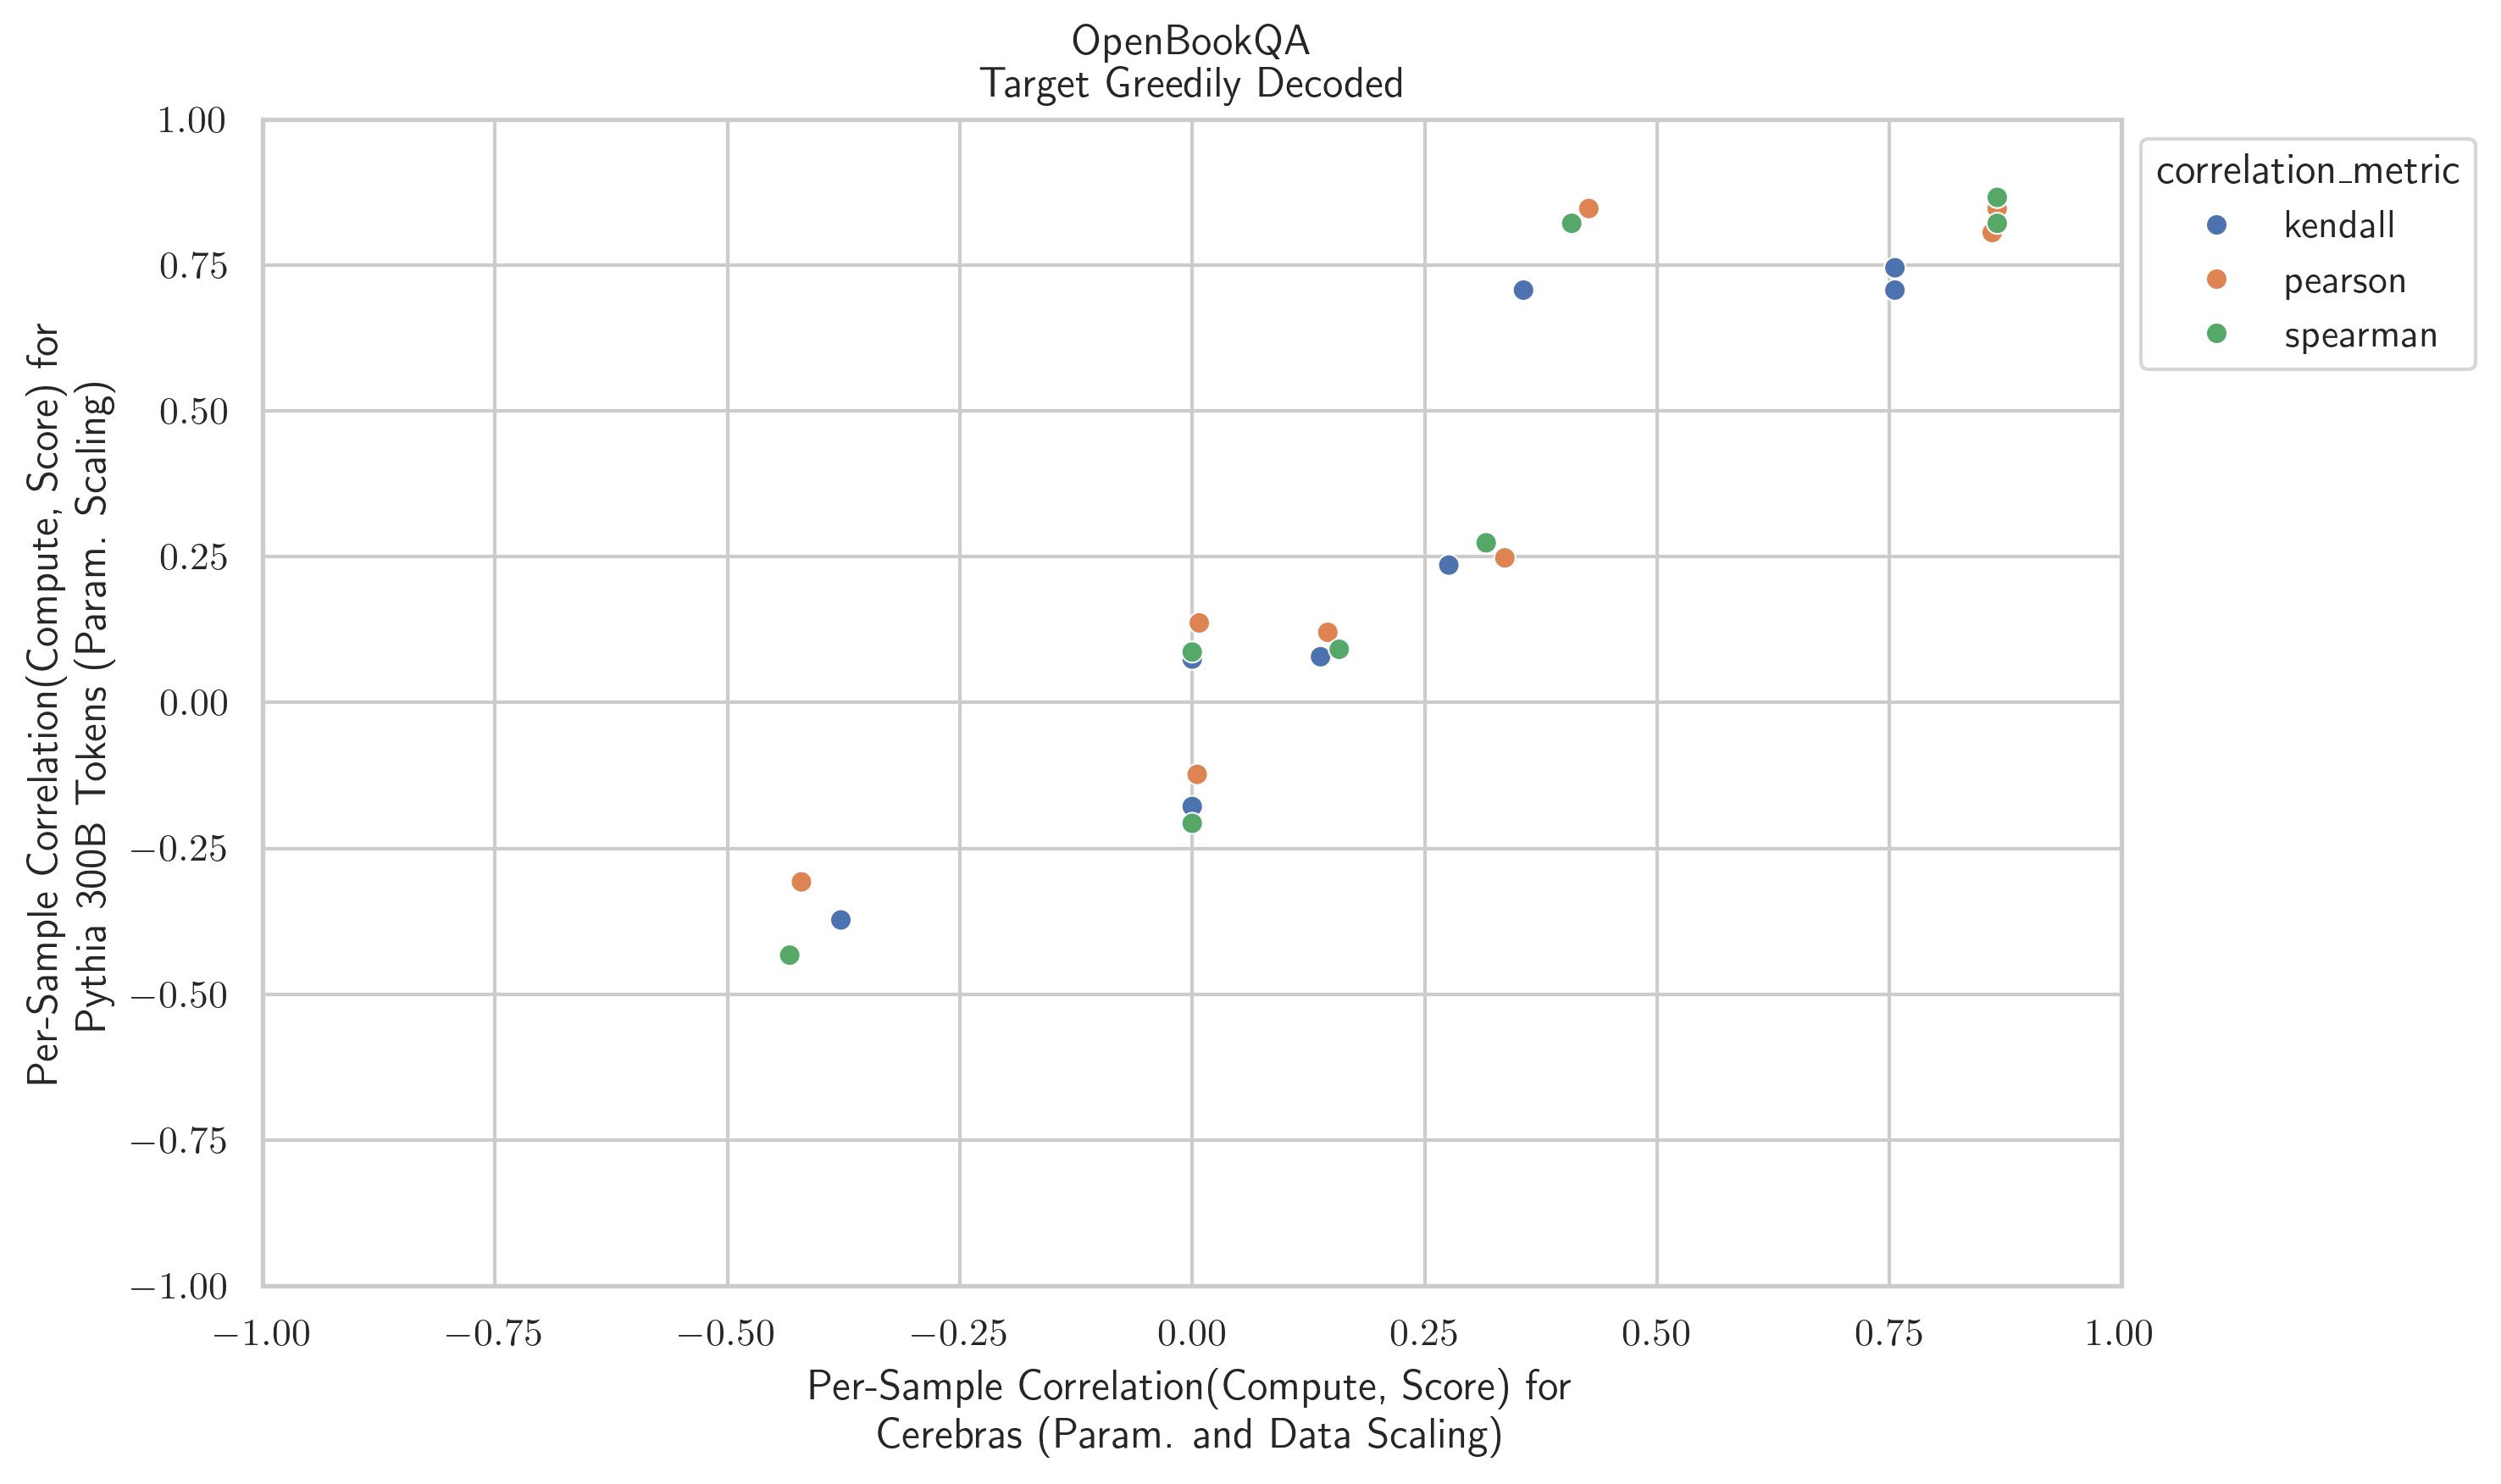 OpenBookQA
Target Greedily Decoded
Per-Sample Correlation(Compute, Score) for
Pythia 300B Tokens (Param. Scaling)
1.00
0.75
0.50
0.25
0.00
−0.25
−0.50
−0.75
−1.00
−1.00 −0.75 −0.50 −0.25 0.00 0.25 0.50 0.75 1.00
Per-Sample Correlation(Compute, Score) for
Cerebras (Param. and Data Scaling)
correlation_metric
kendall
pearson
spearman